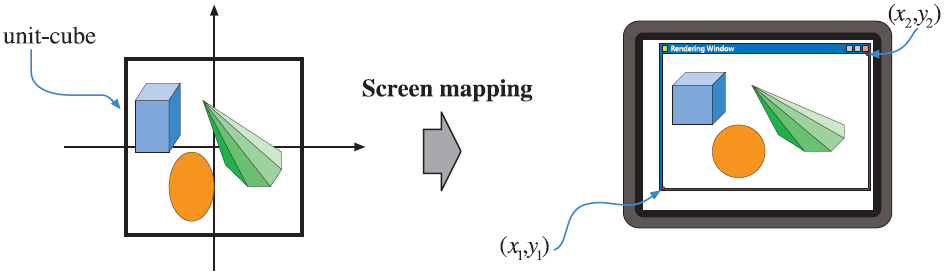 unit-cube
Screen mapping
Rendering Window
(x₂,y₂)
(x₁,y₁)